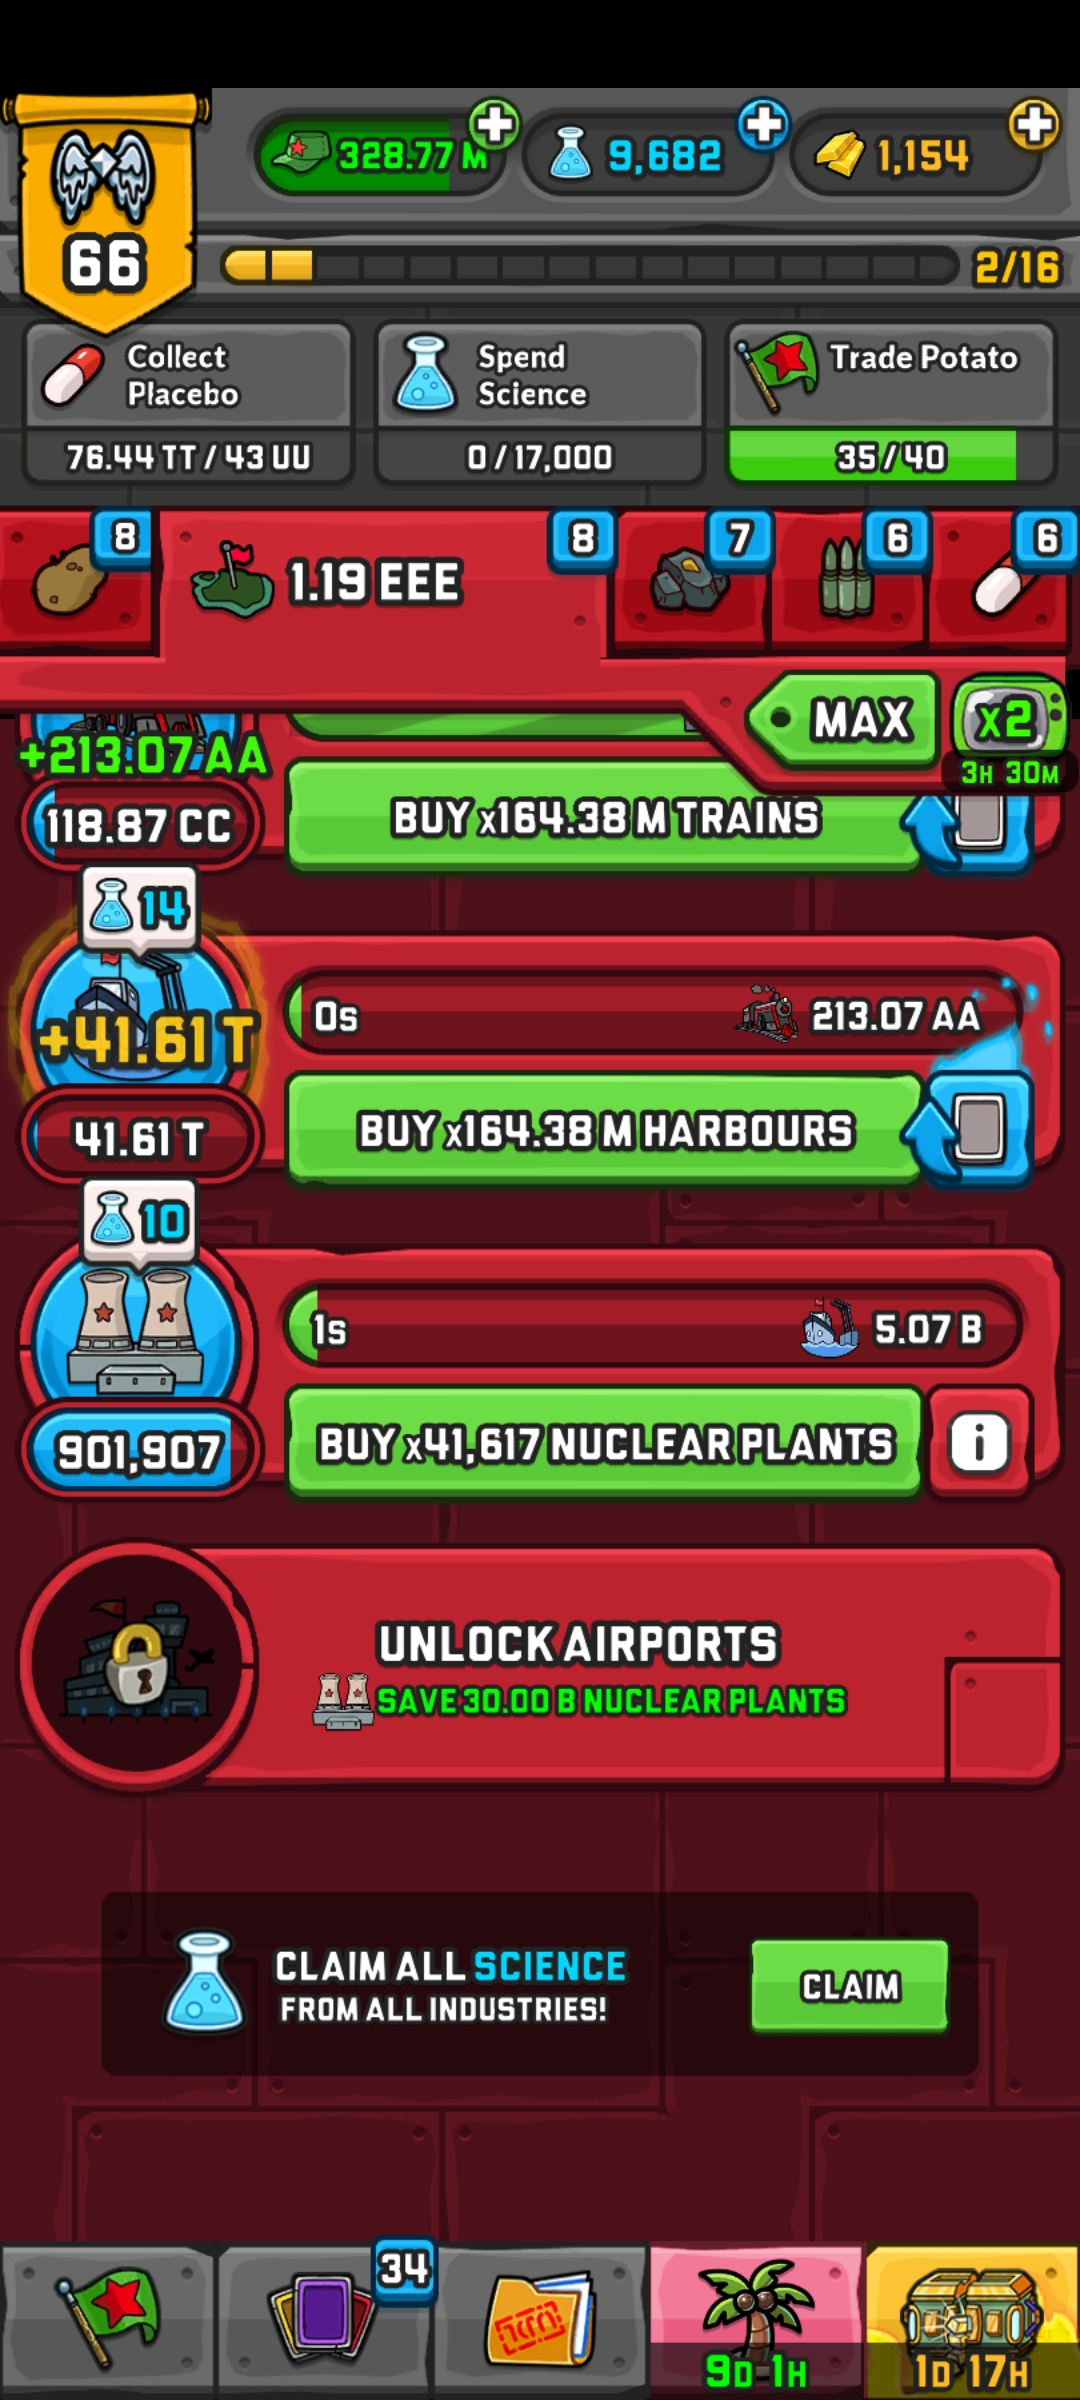 328.77 M
9,682
1,154
66
2/16
Collect
Placebo
Spend
Science
Trade Potato
76.44 TT / 43 UU
0 / 17,000
35 / 40
8
1.19 EEE
8
7
6
6
MAX
x2
3H 30M
+213.07 AA
118.87 CC
BUY x164.38 M TRAINS
14
0s
213.07 AA
+41.61 T
41.61 T
BUY x164.38 M HARBOURS
10
1s
5.07 B
901,907
BUY x41,617 NUCLEAR PLANTS
i
UNLOCK AIRPORTS
SAVE 30.00 B NUCLEAR PLANTS
CLAIM ALL SCIENCE
FROM ALL INDUSTRIES!
CLAIM
34
9D 1H
1D 17H